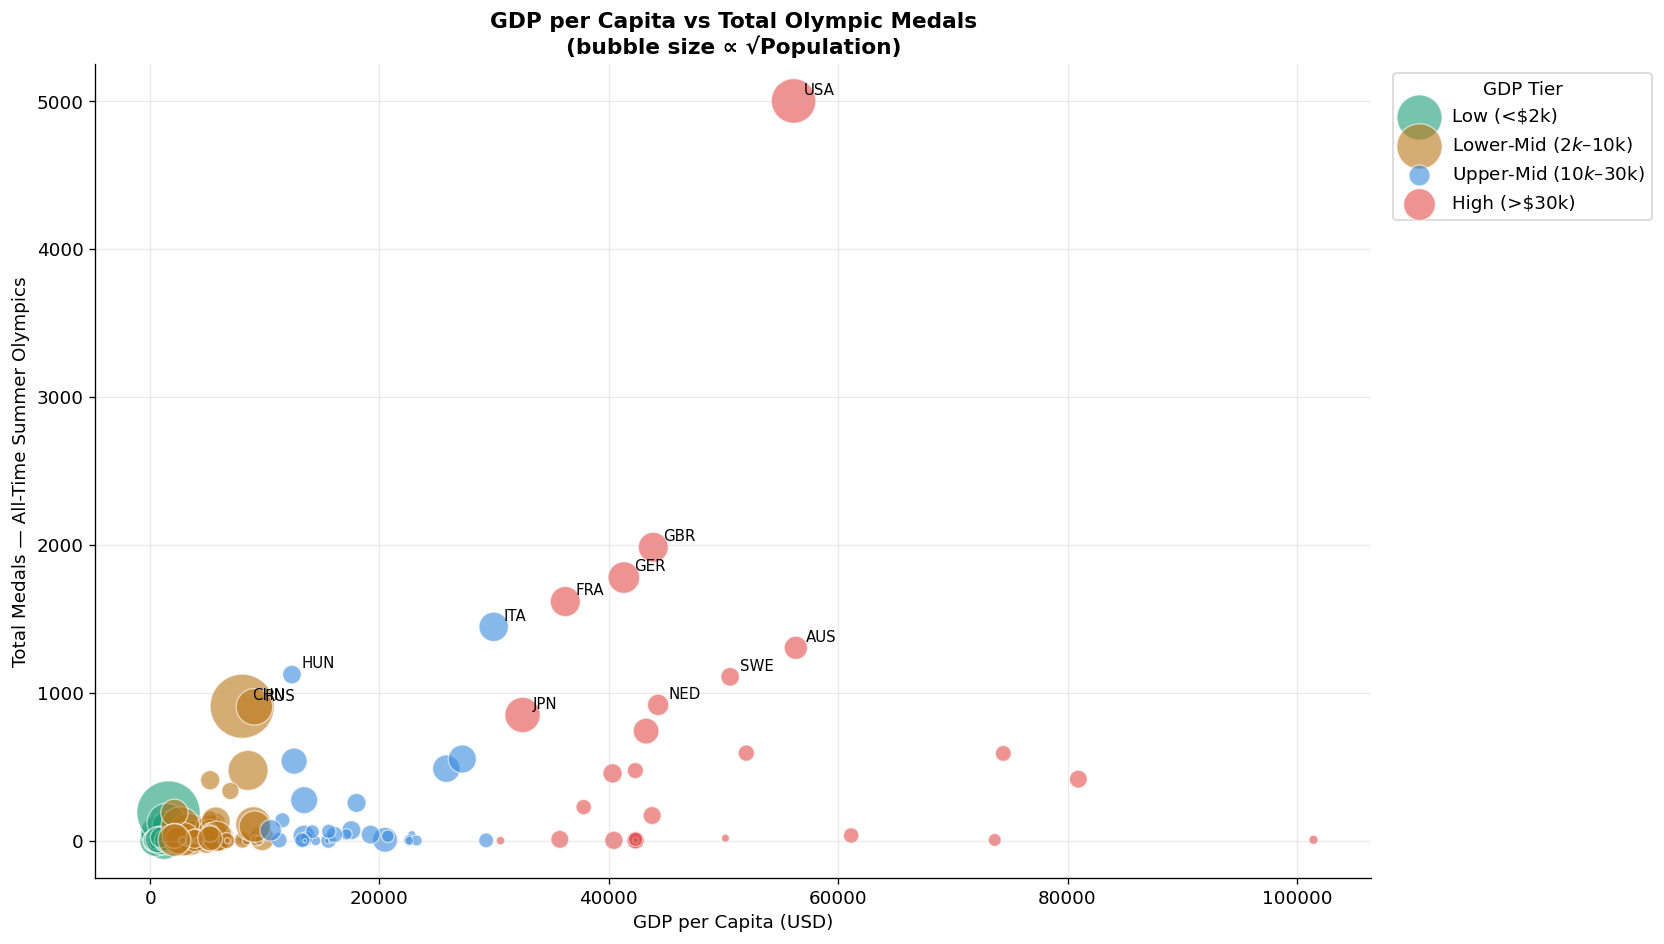 GDP per Capita vs Total Olympic Medals
(bubble size ∝ √Population)
GDP Tier
Low (<$2k)
Lower-Mid (2k–10k)
Upper-Mid (10k–30k)
High (>$30k)
Total Medals — All-Time Summer Olympics
5000
4000
3000
2000
1000
0
USA
GBR
GER
FRA
ITA
AUS
HUN
SWE
CHN
RUS
NED
JPN
0
20000
40000
60000
80000
100000
GDP per Capita (USD)